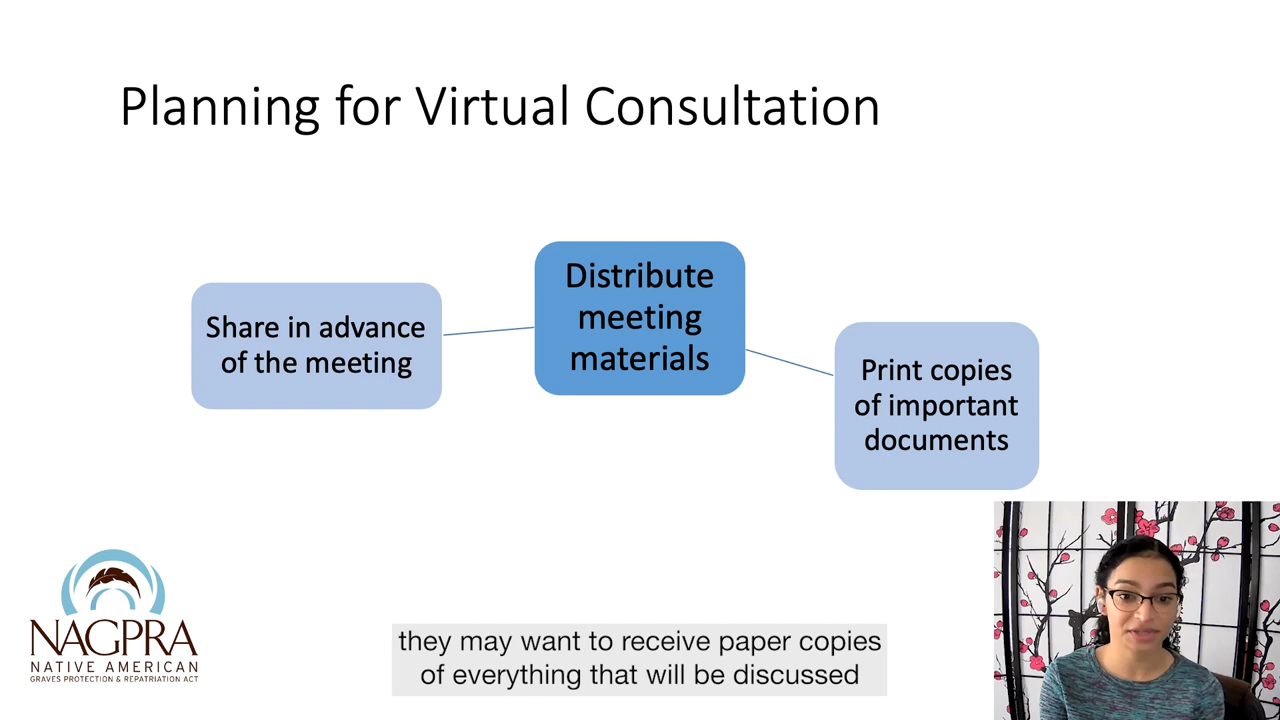 Planning for Virtual Consultation
Share in advance
of the meeting
Distribute
meeting
materials
Print copies
of important
documents
NAGPRA
NATIVE AMERICAN
GRAVES PROTECTION & REPATRIATION ACT
they may want to receive paper copies
of everything that will be discussed